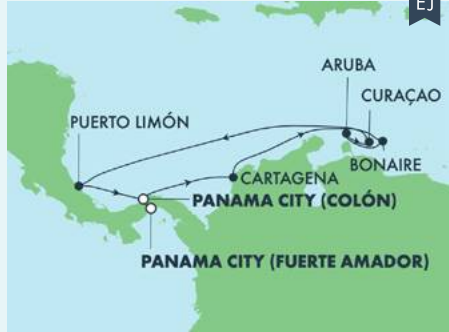 EJ
ARUBA
CURAÇAO
PUERTO LIMÓN
BONAIRE
CARTAGENA
PANAMA CITY (COLÓN)
PANAMA CITY (FUERTE AMADOR)